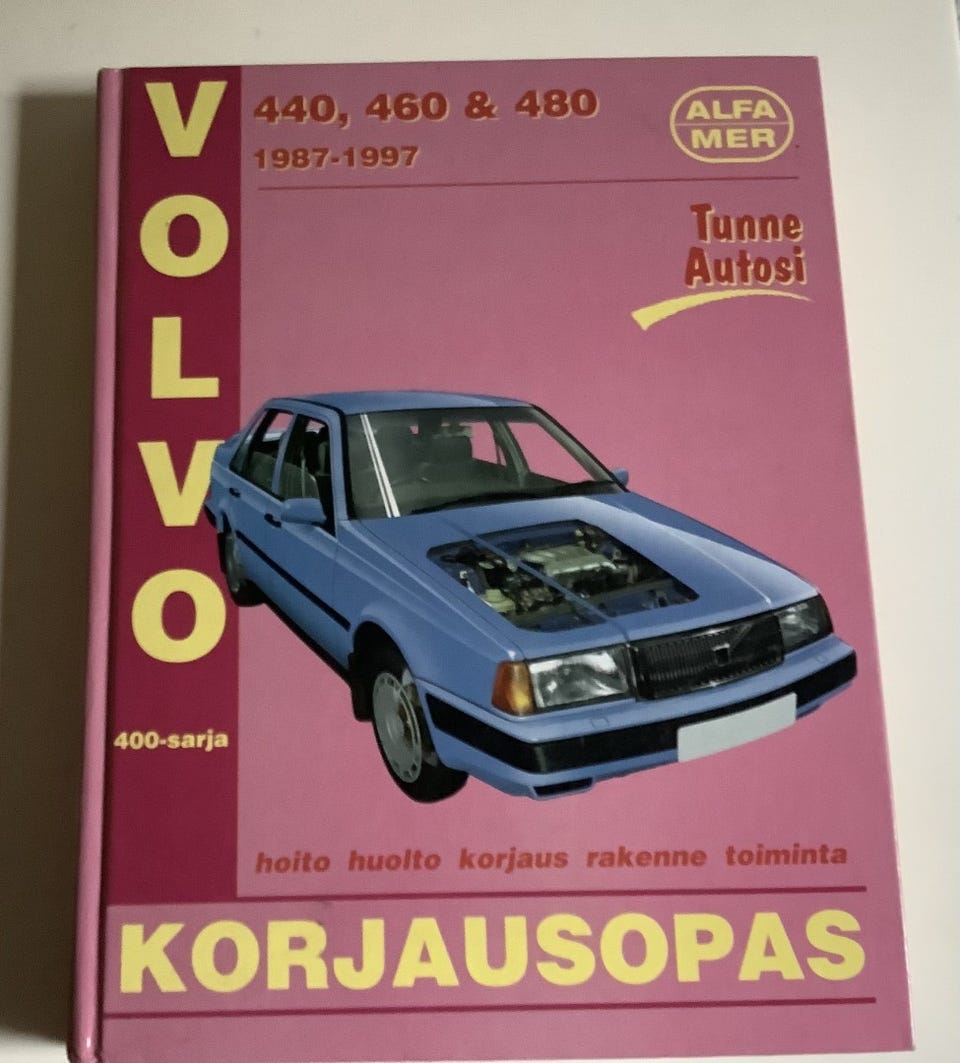 VOLVO
440, 460 & 480
1987-1997
ALFA
MER
Tunne
Autosi
400-sarja
hoito huolto korjaus rakenne toiminta
KORJAUSOPAS